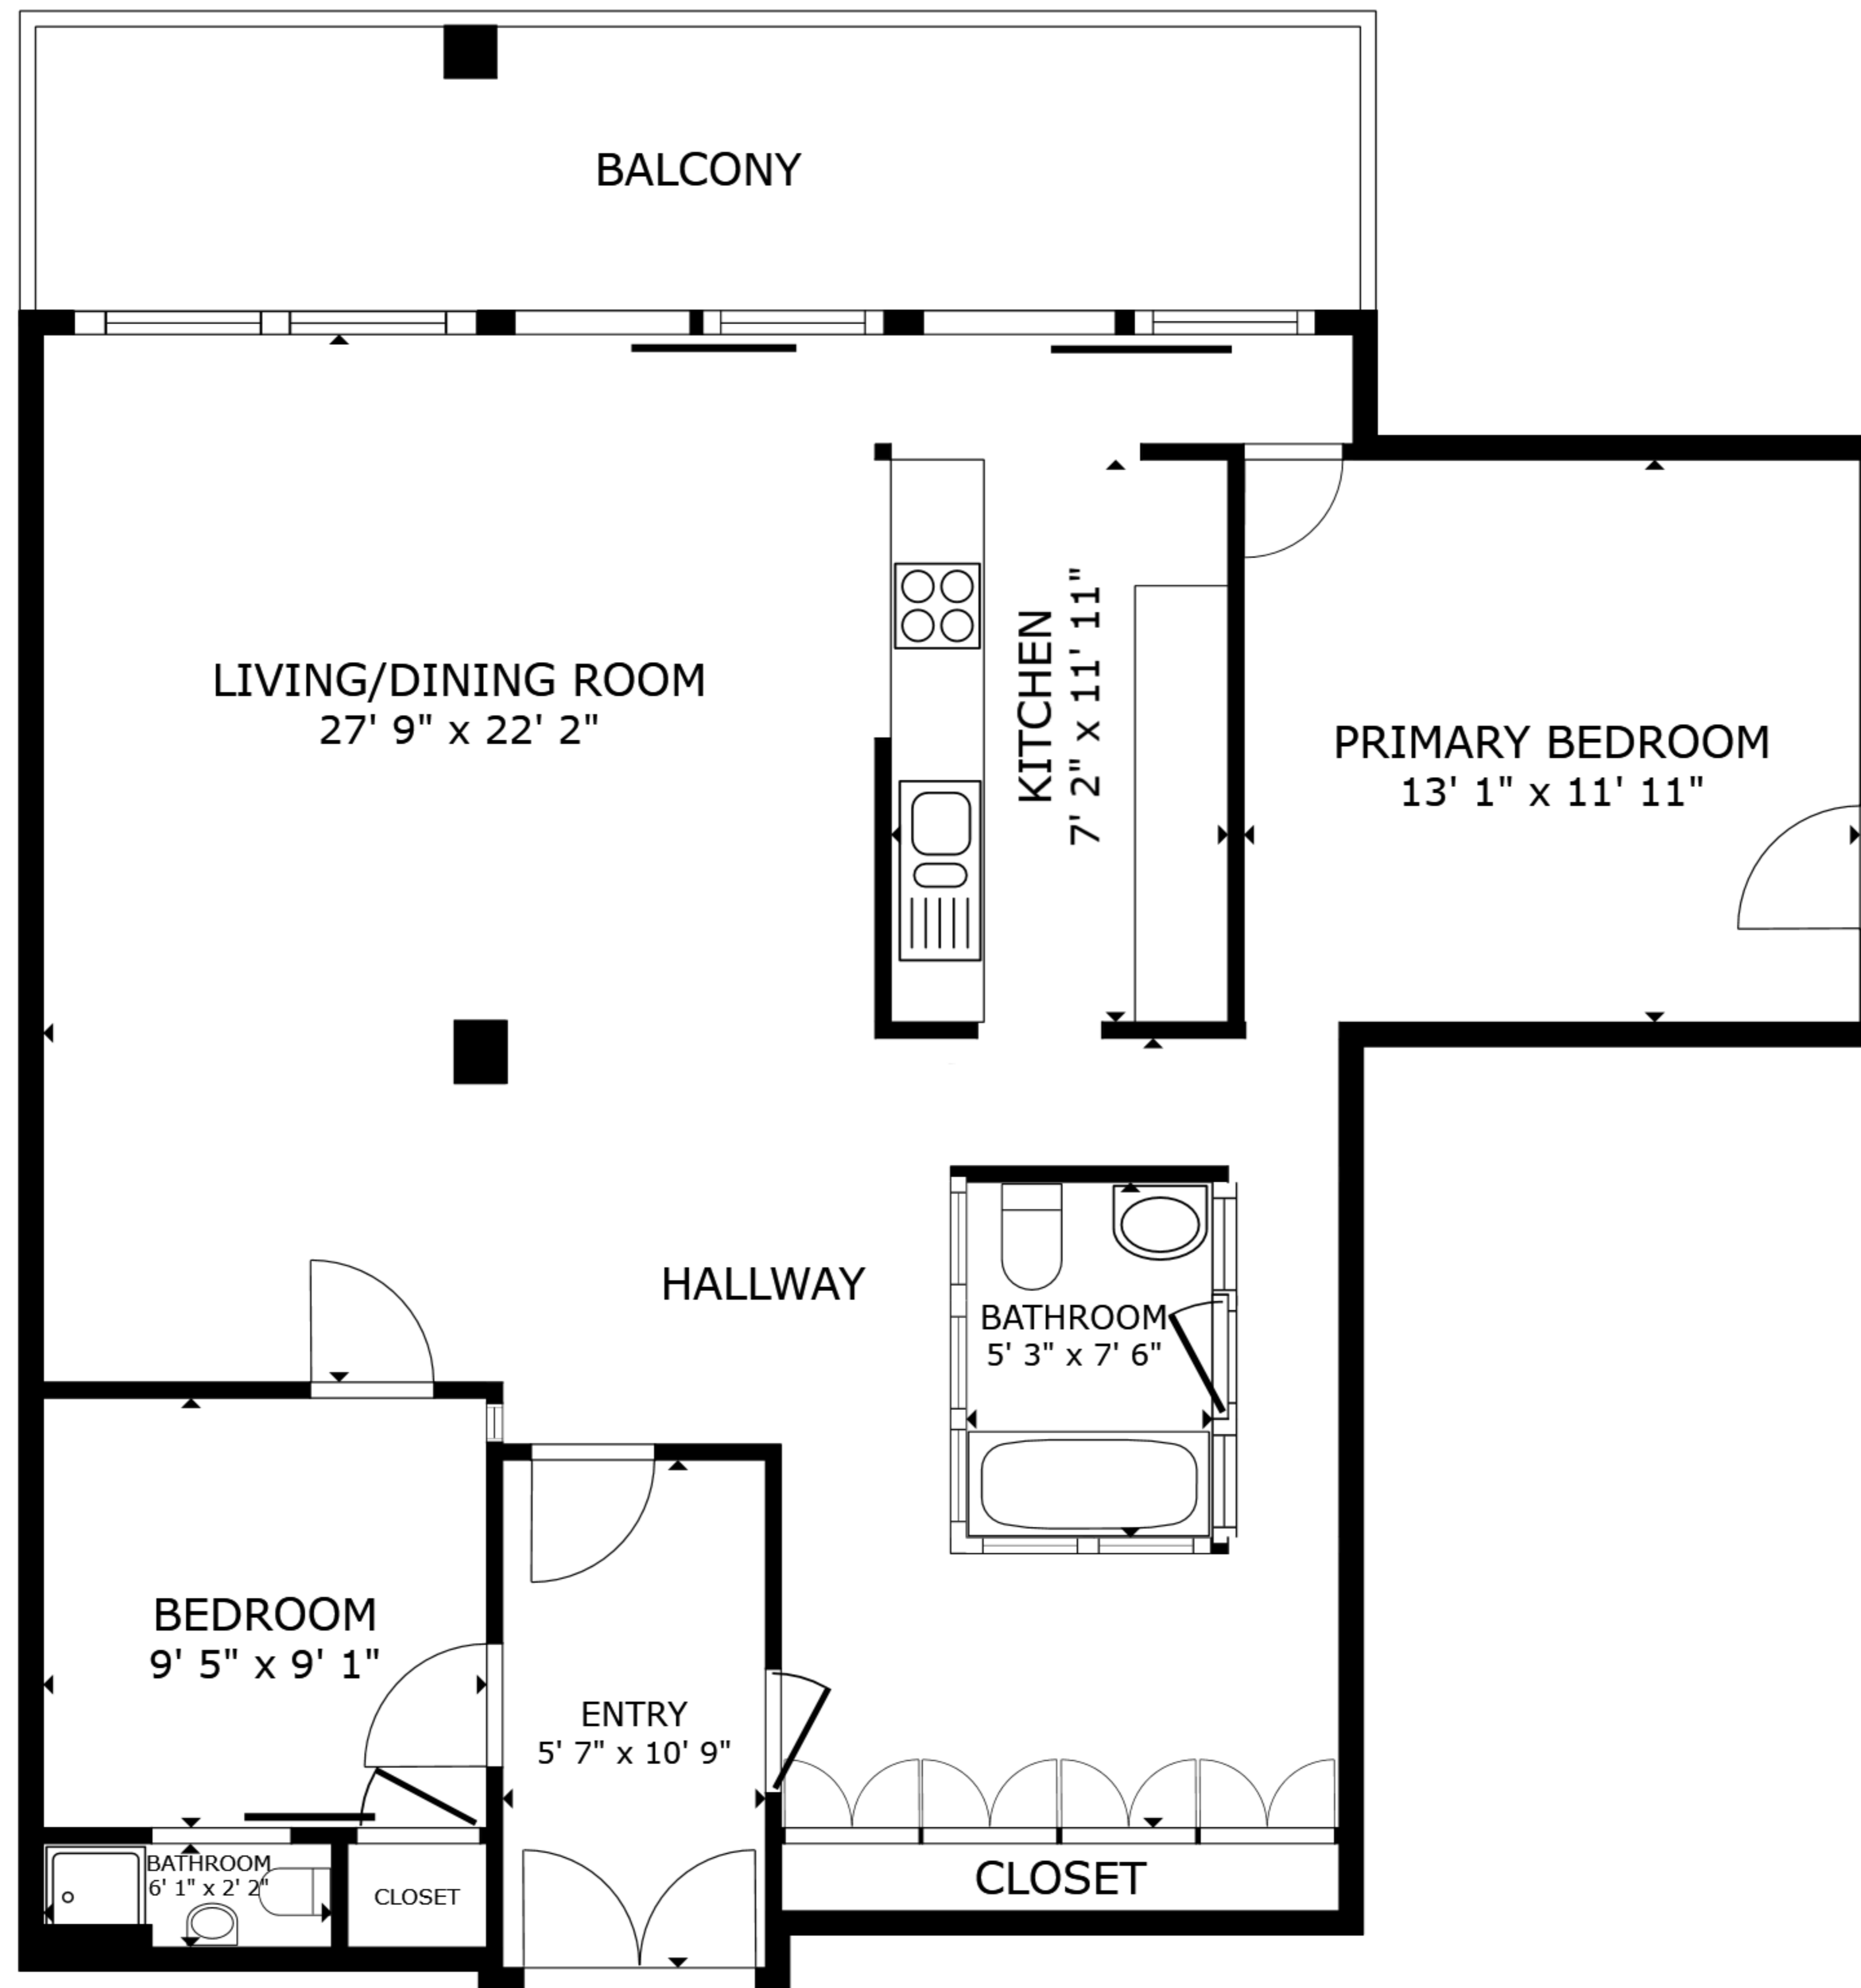 BALCONY
LIVING/DINING ROOM
27' 9" x 22' 2"
KITCHEN
7' 2" x 11' 11"
PRIMARY BEDROOM
13' 1" x 11' 11"
HALLWAY
BATHROOM
5' 3" x 7' 6"
BEDROOM
9' 5" x 9' 1"
ENTRY
5' 7" x 10' 9"
BATHROOM
6' 1" x 2' 2"
CLOSET
CLOSET